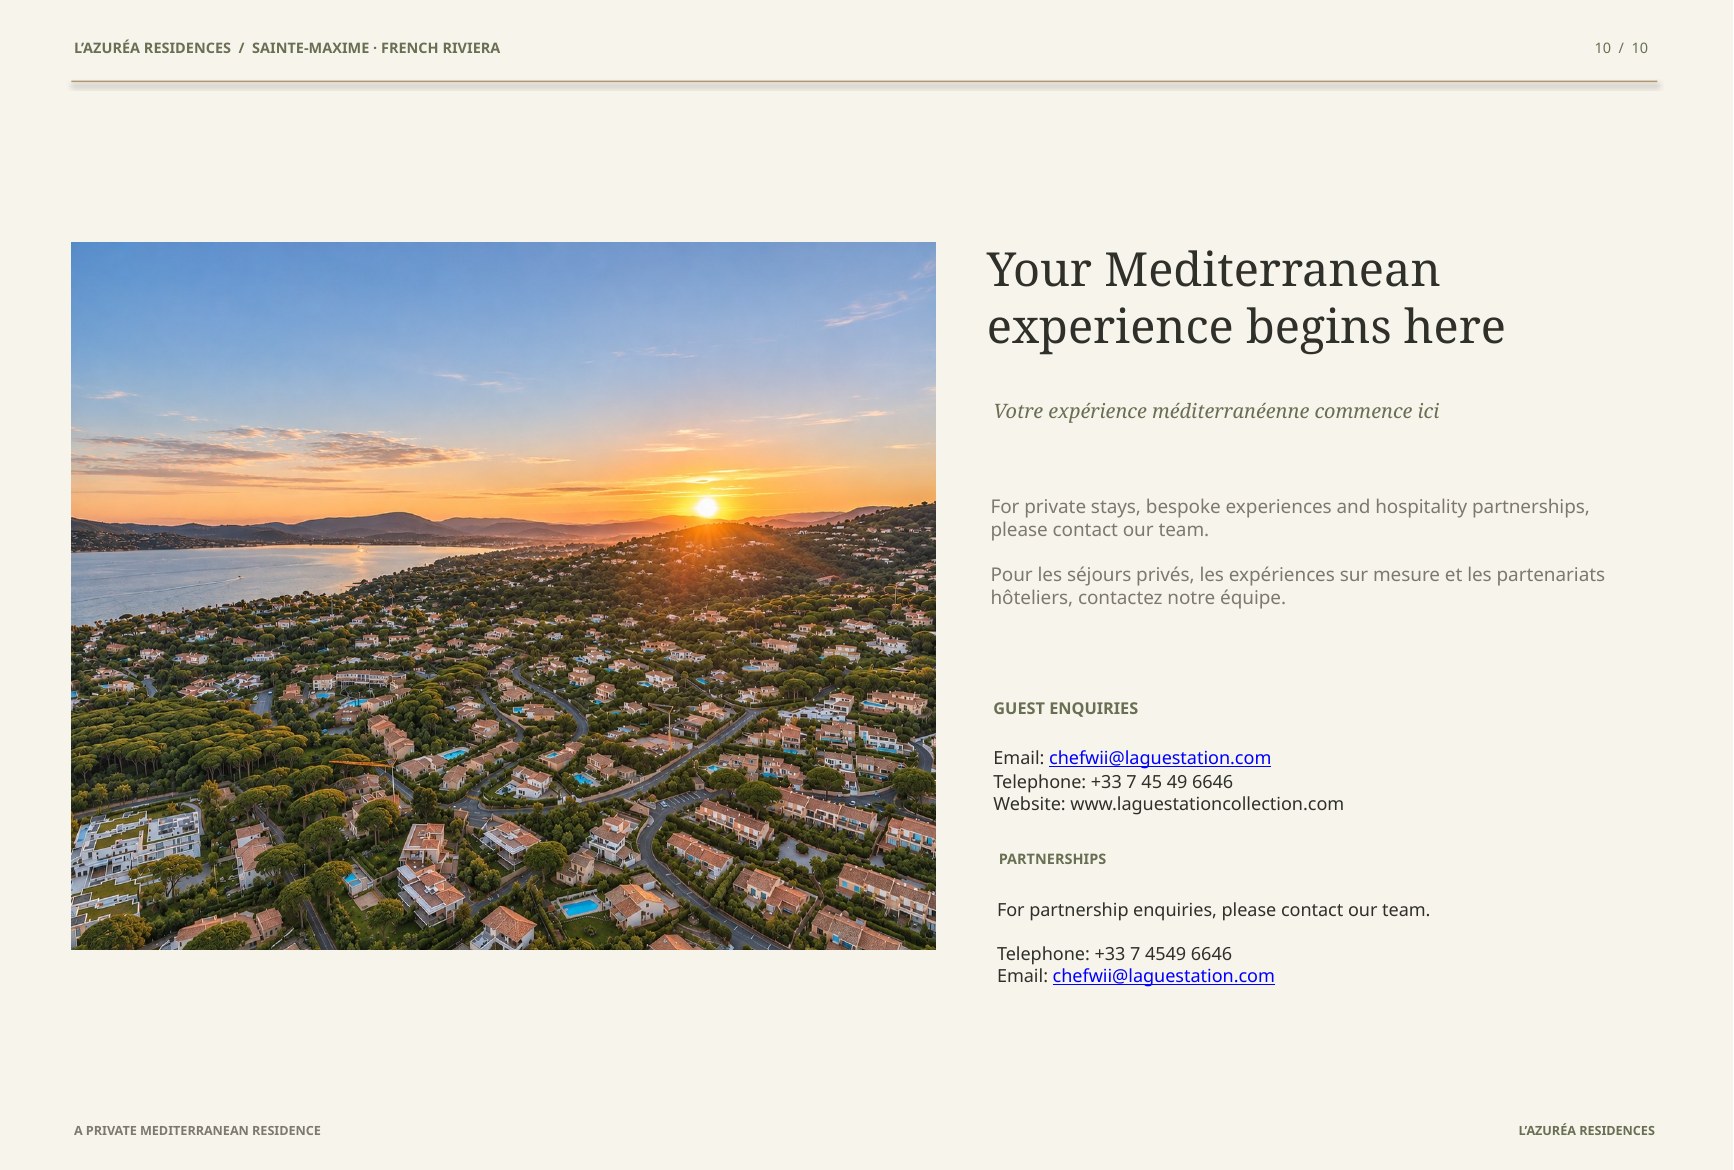 L'AZURÉA RESIDENCES / SAINTE-MAXIME · FRENCH RIVIERA
10 / 10
Your Mediterranean
experience begins here
Votre expérience méditerranéenne commence ici
For private stays, bespoke experiences and hospitality partnerships,
please contact our team.
Pour les séjours privés, les expériences sur mesure et les partenariats
hôteliers, contactez notre équipe.
GUEST ENQUIRIES
Email: chefwii@laguestation.com
Telephone: +33 7 45 49 6646
Website: www.laguestationcollection.com
PARTNERSHIPS
For partnership enquiries, please contact our team.
Telephone: +33 7 4549 6646
Email: chefwii@laguestation.com
A PRIVATE MEDITERRANEAN RESIDENCE
L'AZURÉA RESIDENCES